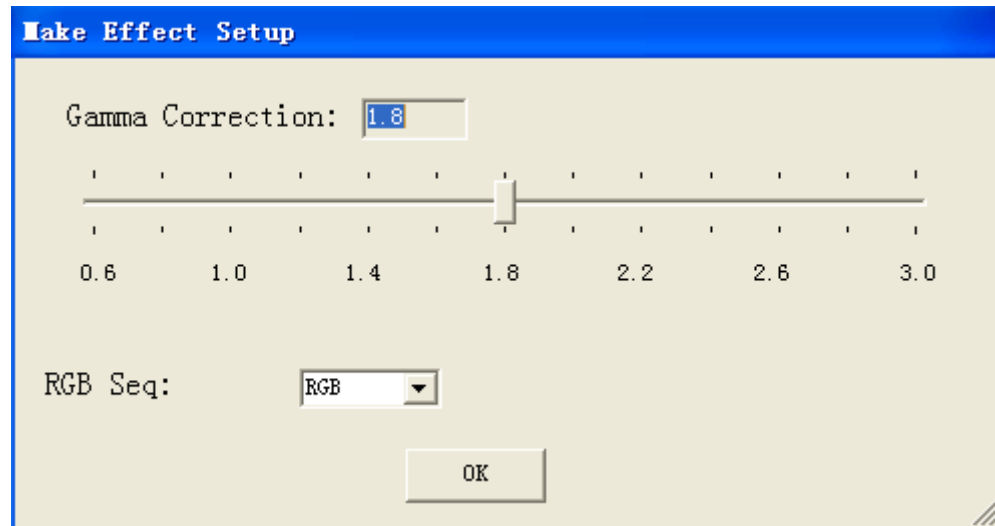 Make Effect Setup
Gamma Correction: 1.8
0.6 1.0 1.4 1.8 2.2 2.6 3.0
RGB Seq: RGB
OK